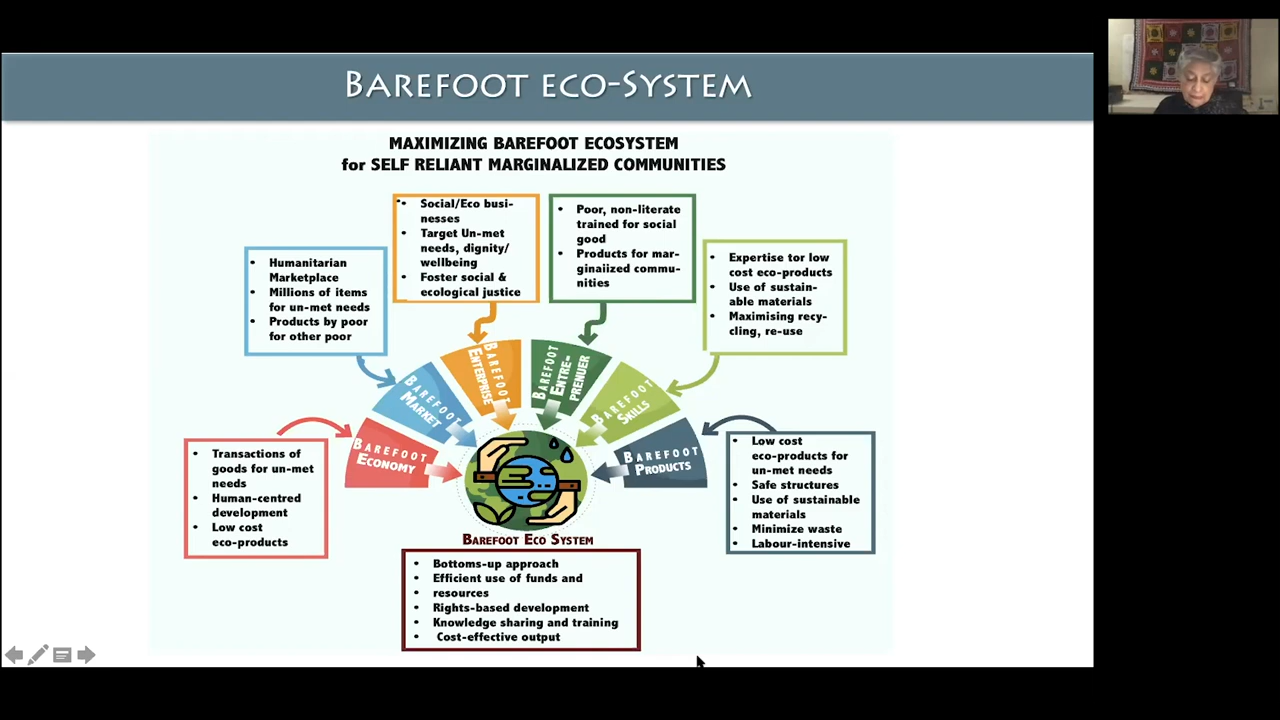 BAREFOOT ECO-SYSTEM
MAXIMIZING BAREFOOT ECOSYSTEM
for SELF RELIANT MARGINALIZED COMMUNITIES
• Social/Eco busi-
nesses
• Target Un-met
needs, dignity/
wellbeing
• Foster social &
ecological justice
• Poor, non-literate
trained for social
good
• Products for mar-
ginaiized commu-
nities
• Humanitarian
Marketplace
• Millions of items
for un-met needs
• Products by poor
for other poor
• Expertise tor low
cost eco-products
• Use of sustain-
able materials
• Maximising recy-
cling, re-use
BAREFOOT
ECONOMY
BAREFOOT
MARKET
BAREFOOT
ENTERPRISE
BAREFOOT
ENTRE-
PRENUER
BAREFOOT
SKILLS
BAREFOOT
PRODUCTS
• Transactions of
goods for un-met
needs
• Human-centred
development
• Low cost
eco-products
• Low cost
eco-products for
un-met needs
• Safe structures
• Use of sustainable
materials
• Minimize waste
• Labour-intensive
BAREFOOT ECO SYSTEM
• Bottoms-up approach
• Efficient use of funds and
• resources
• Rights-based development
• Knowledge sharing and training
• Cost-effective output